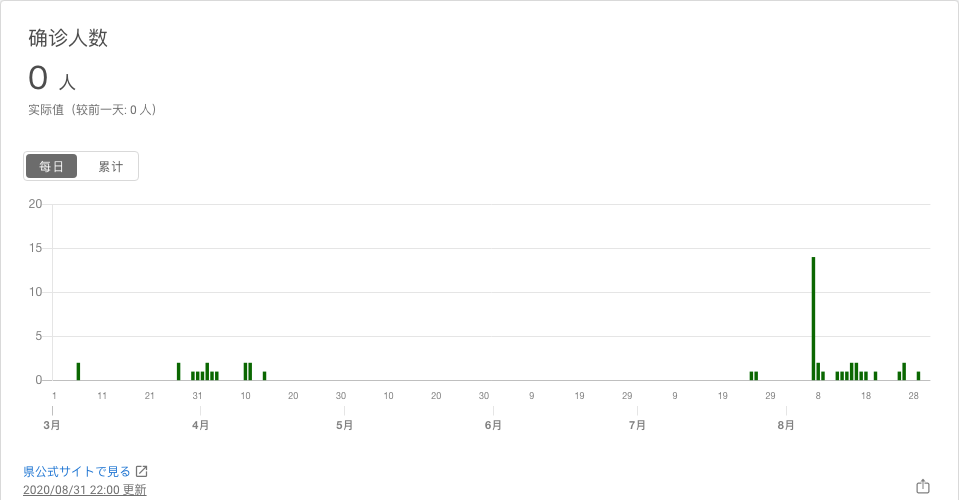 确诊人数
0 人
实际值（较前一天: 0 人）
每日 累计
20
15
10
5
0
1 11 21 31 10 20 30 10 20 30 9 19 29 9 19 29 8 18 28
3月 4月 5月 6月 7月 8月
県公式サイトで見る
2020/08/31 22:00 更新